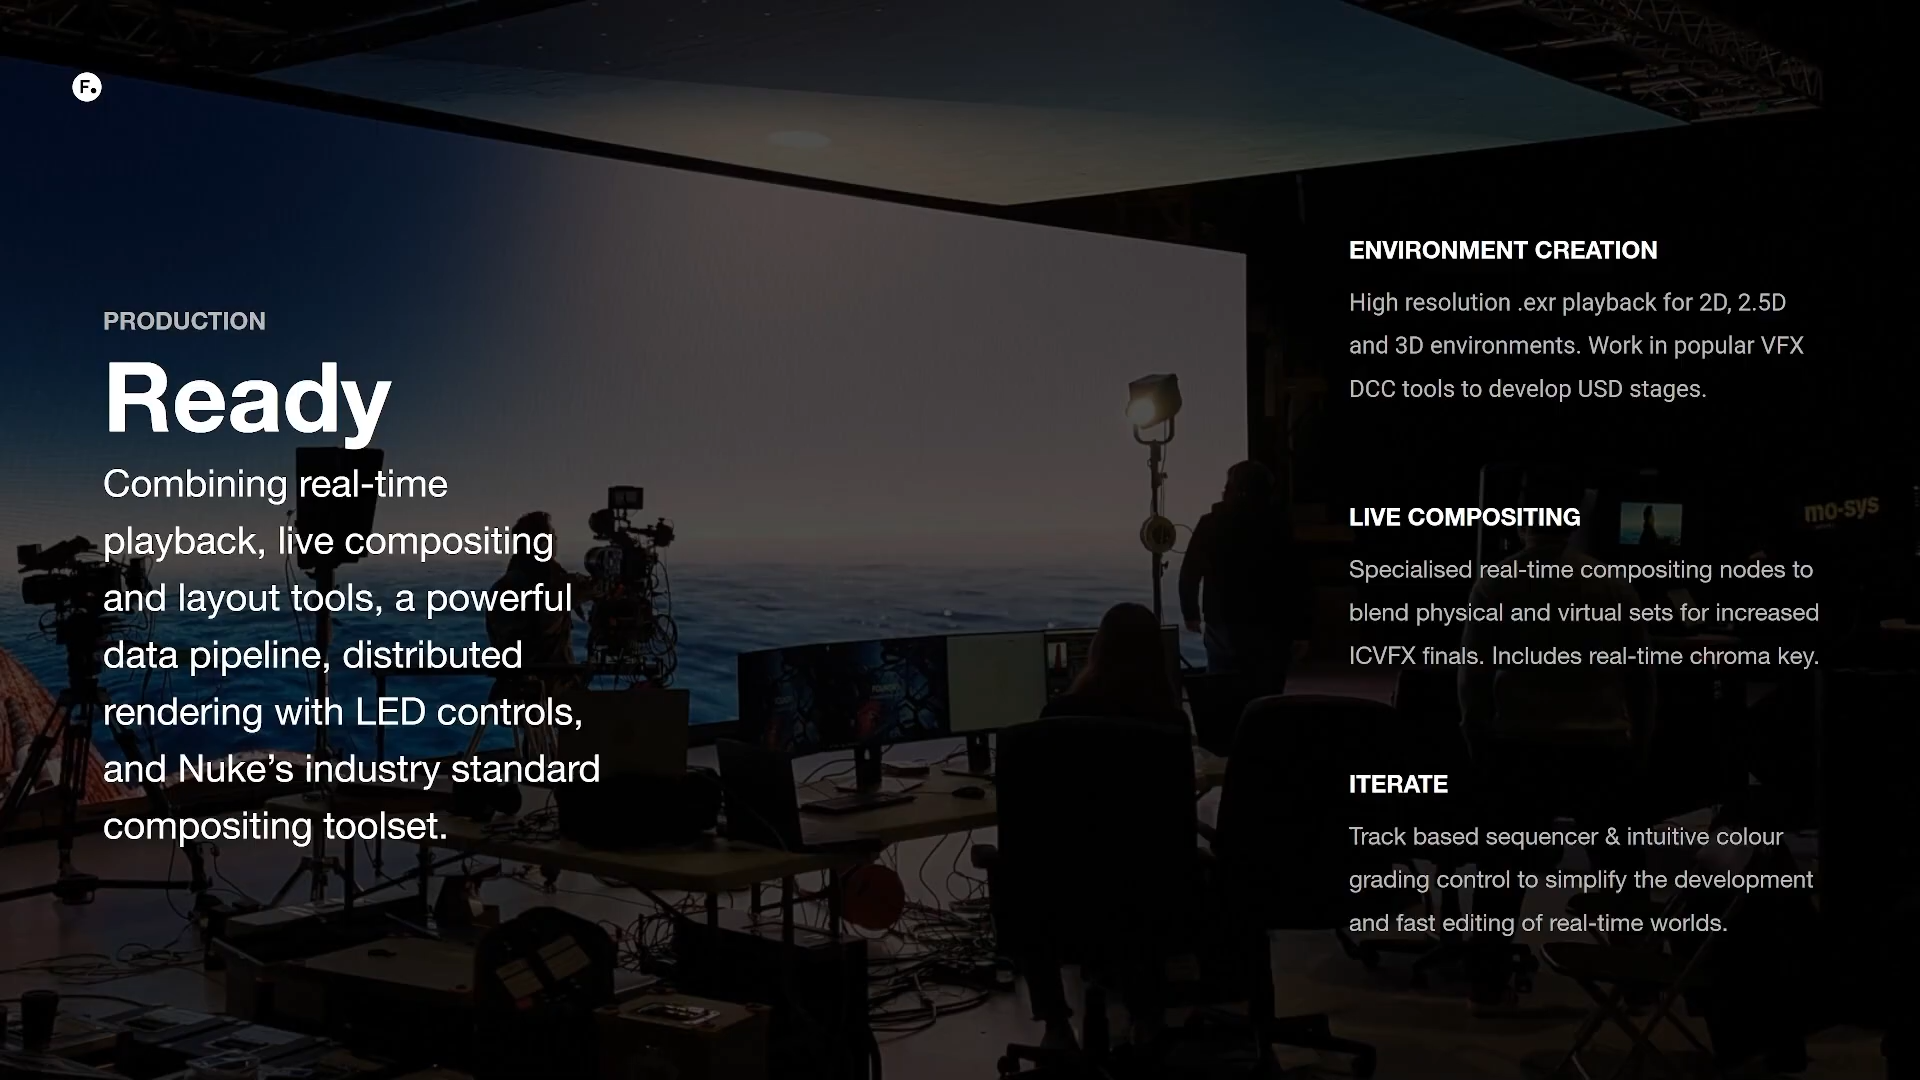 F.
PRODUCTION
Ready
Combining real-time
playback, live compositing
and layout tools, a powerful
data pipeline, distributed
rendering with LED controls,
and Nuke’s industry standard
compositing toolset.
ENVIRONMENT CREATION
High resolution .exr playback for 2D, 2.5D
and 3D environments. Work in popular VFX
DCC tools to develop USD stages.
LIVE COMPOSITING
Specialised real-time compositing nodes to
blend physical and virtual sets for increased
ICVFX finals. Includes real-time chroma key.
ITERATE
Track based sequencer & intuitive colour
grading control to simplify the development
and fast editing of real-time worlds.
mo-sys